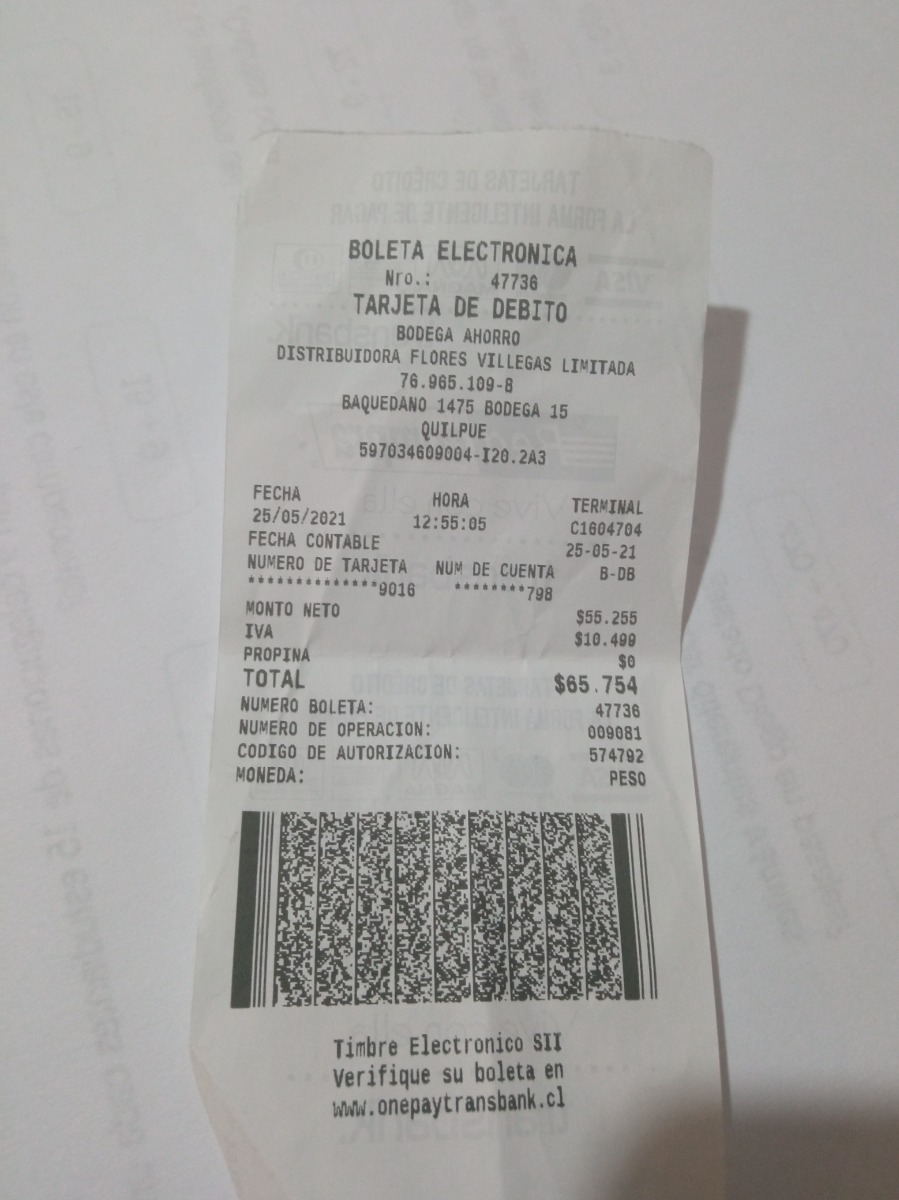 BOLETA ELECTRONICA
Nro.: 47736
TARJETA DE DEBITO
BODEGA AHORRO
DISTRIBUIDORA FLORES VILLEGAS LIMITADA
76.965.109-8
BAQUEDANO 1475 BODEGA 15
QUILPUE
597034609004-I20.2A3
FECHA HORA TERMINAL
25/05/2021 12:55:05 C1604704
FECHA CONTABLE 25-05-21
NUMERO DE TARJETA NUM DE CUENTA B-DB
**************9016 ********798
MONTO NETO $55.255
IVA $10.499
PROPINA $0
TOTAL $65.754
NUMERO BOLETA: 47736
NUMERO DE OPERACION: 009081
CODIGO DE AUTORIZACION: 574792
MONEDA: PESO
Timbre Electronico SII
Verifique su boleta en
www.onepaytransbank.cl